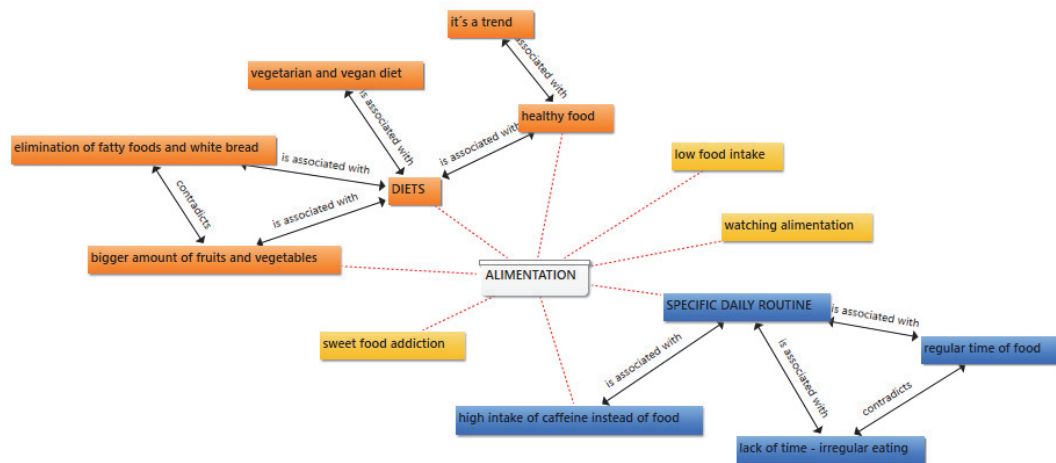 it´s a trend
is associated with
vegetarian and vegan diet
is associated with
healthy food
elimination of fatty foods and white bread
is associated with
is associated with
low food intake
DIETS
contradicts
is associated with
watching alimentation
bigger amount of fruits and vegetables
ALIMENTATION
SPECIFIC DAILY ROUTINE
is associated with
sweet food addiction
regular time of food
is associated with
is associated with
contradicts
high intake of caffeine instead of food
lack of time - irregular eating